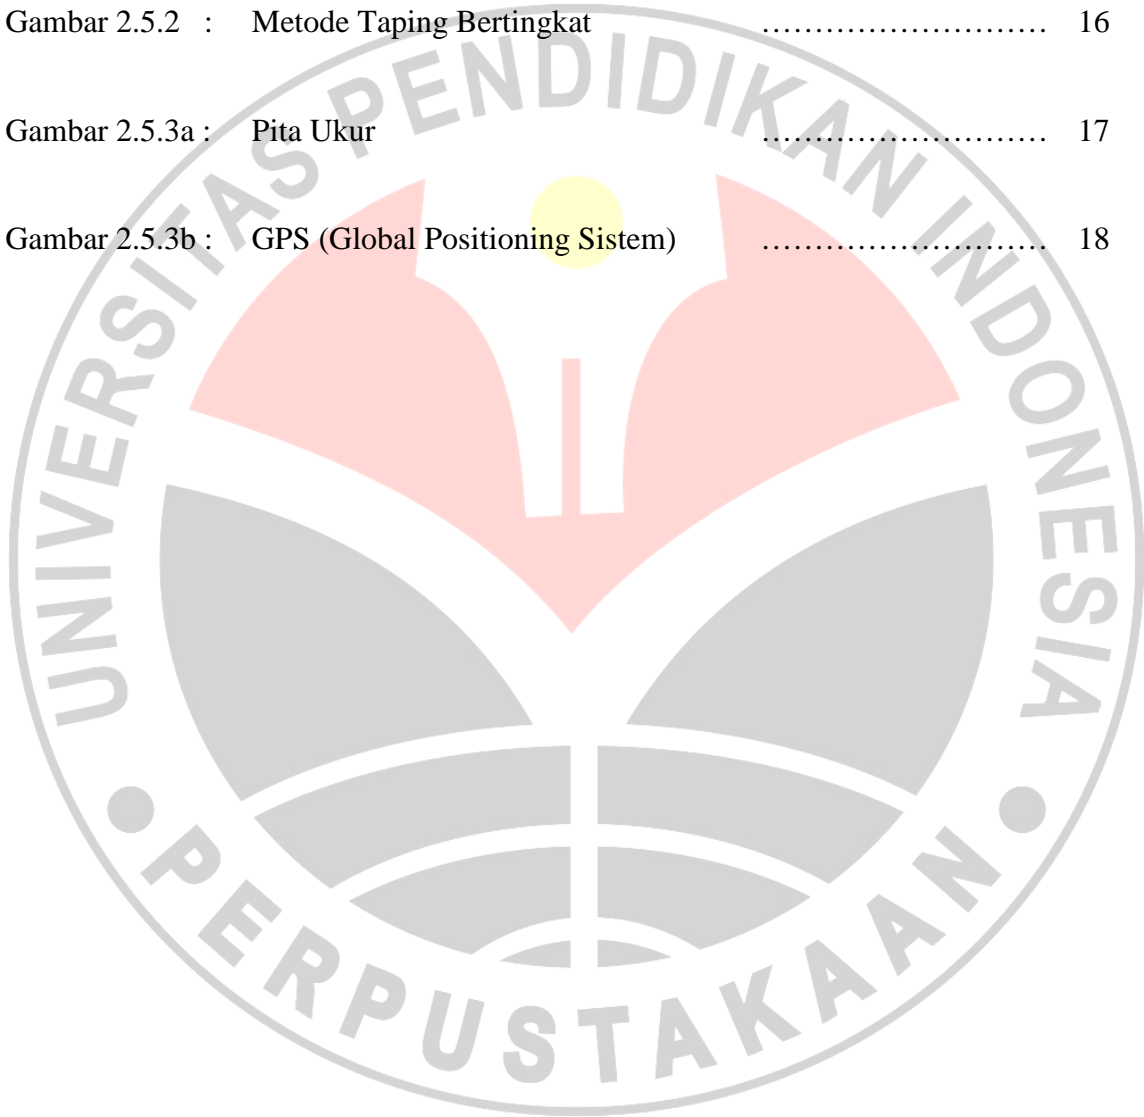 Gambar 2.5.2 : Metode Taping Bertingkat ……………………… 16
Gambar 2.5.3a : Pita Ukur ……………………… 17
Gambar 2.5.3b : GPS (Global Positioning Sistem) ……………………… 18
UNIVERSITAS PENDIDIKAN INDONESIA
PERPUSTAKAAN